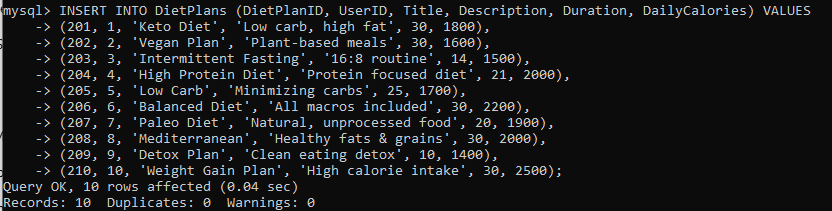 mysql> INSERT INTO DietPlans (DietPlanID, UserID, Title, Description, Duration, DailyCalories) VALUES
    -> (201, 1, 'Keto Diet', 'Low carb, high fat', 30, 1800),
    -> (202, 2, 'Vegan Plan', 'Plant-based meals', 30, 1600),
    -> (203, 3, 'Intermittent Fasting', '16:8 routine', 14, 1500),
    -> (204, 4, 'High Protein Diet', 'Protein focused diet', 21, 2000),
    -> (205, 5, 'Low Carb', 'Minimizing carbs', 25, 1700),
    -> (206, 6, 'Balanced Diet', 'All macros included', 30, 2200),
    -> (207, 7, 'Paleo Diet', 'Natural, unprocessed food', 20, 1900),
    -> (208, 8, 'Mediterranean', 'Healthy fats & grains', 30, 2000),
    -> (209, 9, 'Detox Plan', 'Clean eating detox', 10, 1400),
    -> (210, 10, 'Weight Gain Plan', 'High calorie intake', 30, 2500);
Query OK, 10 rows affected (0.04 sec)
Records: 10  Duplicates: 0  Warnings: 0